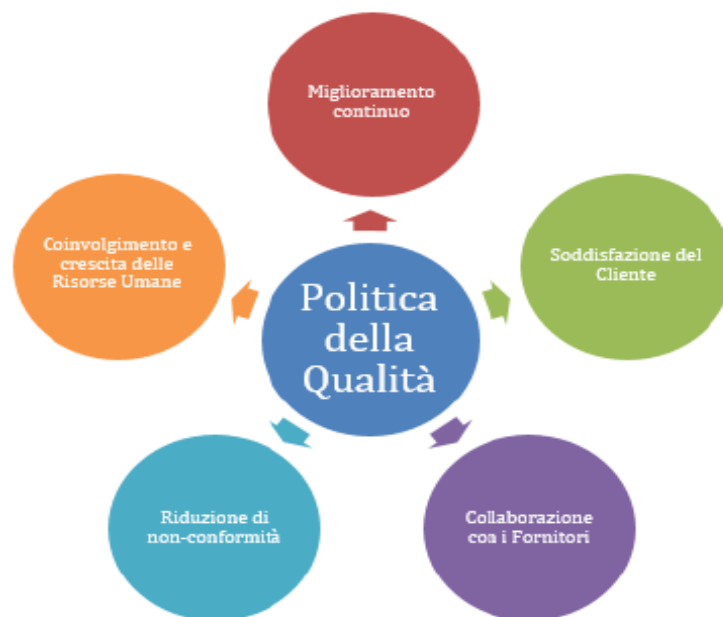 Miglioramento
continuo
Coinvolgimento e
crescita delle
Risorse Umane
Soddisfazione del
Cliente
Politica
della
Qualità
Riduzione di
non-conformità
Collaborazione
con i Fornitori